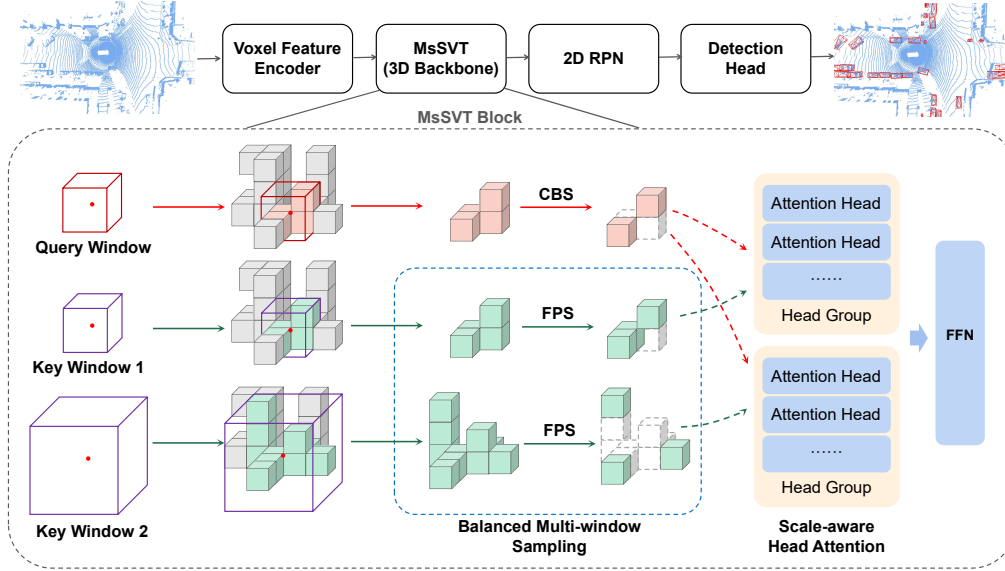 Voxel Feature
Encoder
MsSVT
(3D Backbone)
2D RPN
Detection
Head
MsSVT Block
Query Window
CBS
Attention Head
Attention Head
......
Head Group
Key Window 1
FPS
FFN
Key Window 2
FPS
Attention Head
Attention Head
......
Head Group
Balanced Multi-window
Sampling
Scale-aware
Head Attention